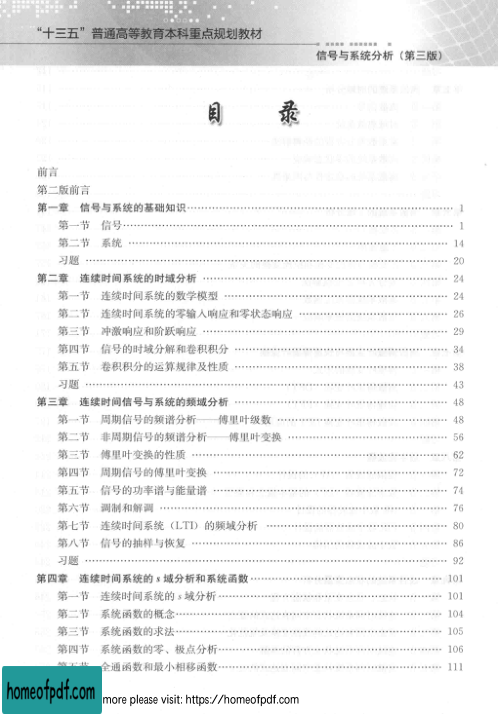 “十三五”普通高等教育本科重点规划教材
信号与系统分析（第三版）
目 录
前言
第二版前言
第一章 信号与系统的基础知识 1
第一节 信号 1
第二节 系统 14
习题 20
第二章 连续时间系统的时域分析 24
第一节 连续时间系统的数学模型 24
第二节 连续时间系统的零输入响应和零状态响应 26
第三节 冲激响应和阶跃响应 29
第四节 信号的时域分解和卷积积分 34
第五节 卷积积分的运算规律及性质 38
习题 43
第三章 连续时间信号与系统的频域分析 48
第一节 周期信号的频谱分析——傅里叶级数 48
第二节 非周期信号的频谱分析——傅里叶变换 56
第三节 傅里叶变换的性质 62
第四节 周期信号的傅里叶变换 72
第五节 信号的功率谱与能量谱 74
第六节 调制和解调 76
第七节 连续时间系统（LTI）的频域分析 80
第八节 信号的抽样与恢复 86
习题 92
第四章 连续时间系统的 s 域分析和系统函数 101
第一节 连续时间系统的 s 域分析 101
第二节 系统函数的概念 104
第三节 系统函数的求法 105
第四节 系统函数的零、极点分析 106
第五节 全通函数和最小相移函数 111
homeofpdf.com
more please visit: https://homeofpdf.com